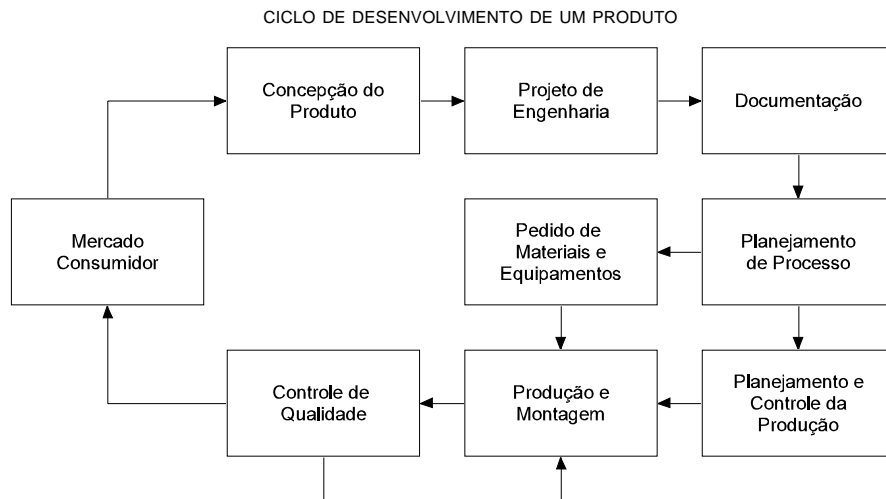 CICLO DE DESENVOLVIMENTO DE UM PRODUTO
Concepção do
Produto
Projeto de
Engenharia
Documentação
Mercado
Consumidor
Pedido de
Materiais e
Equipamentos
Planejamento
de Processo
Controle de
Qualidade
Produção e
Montagem
Planejamento e
Controle da
Produção